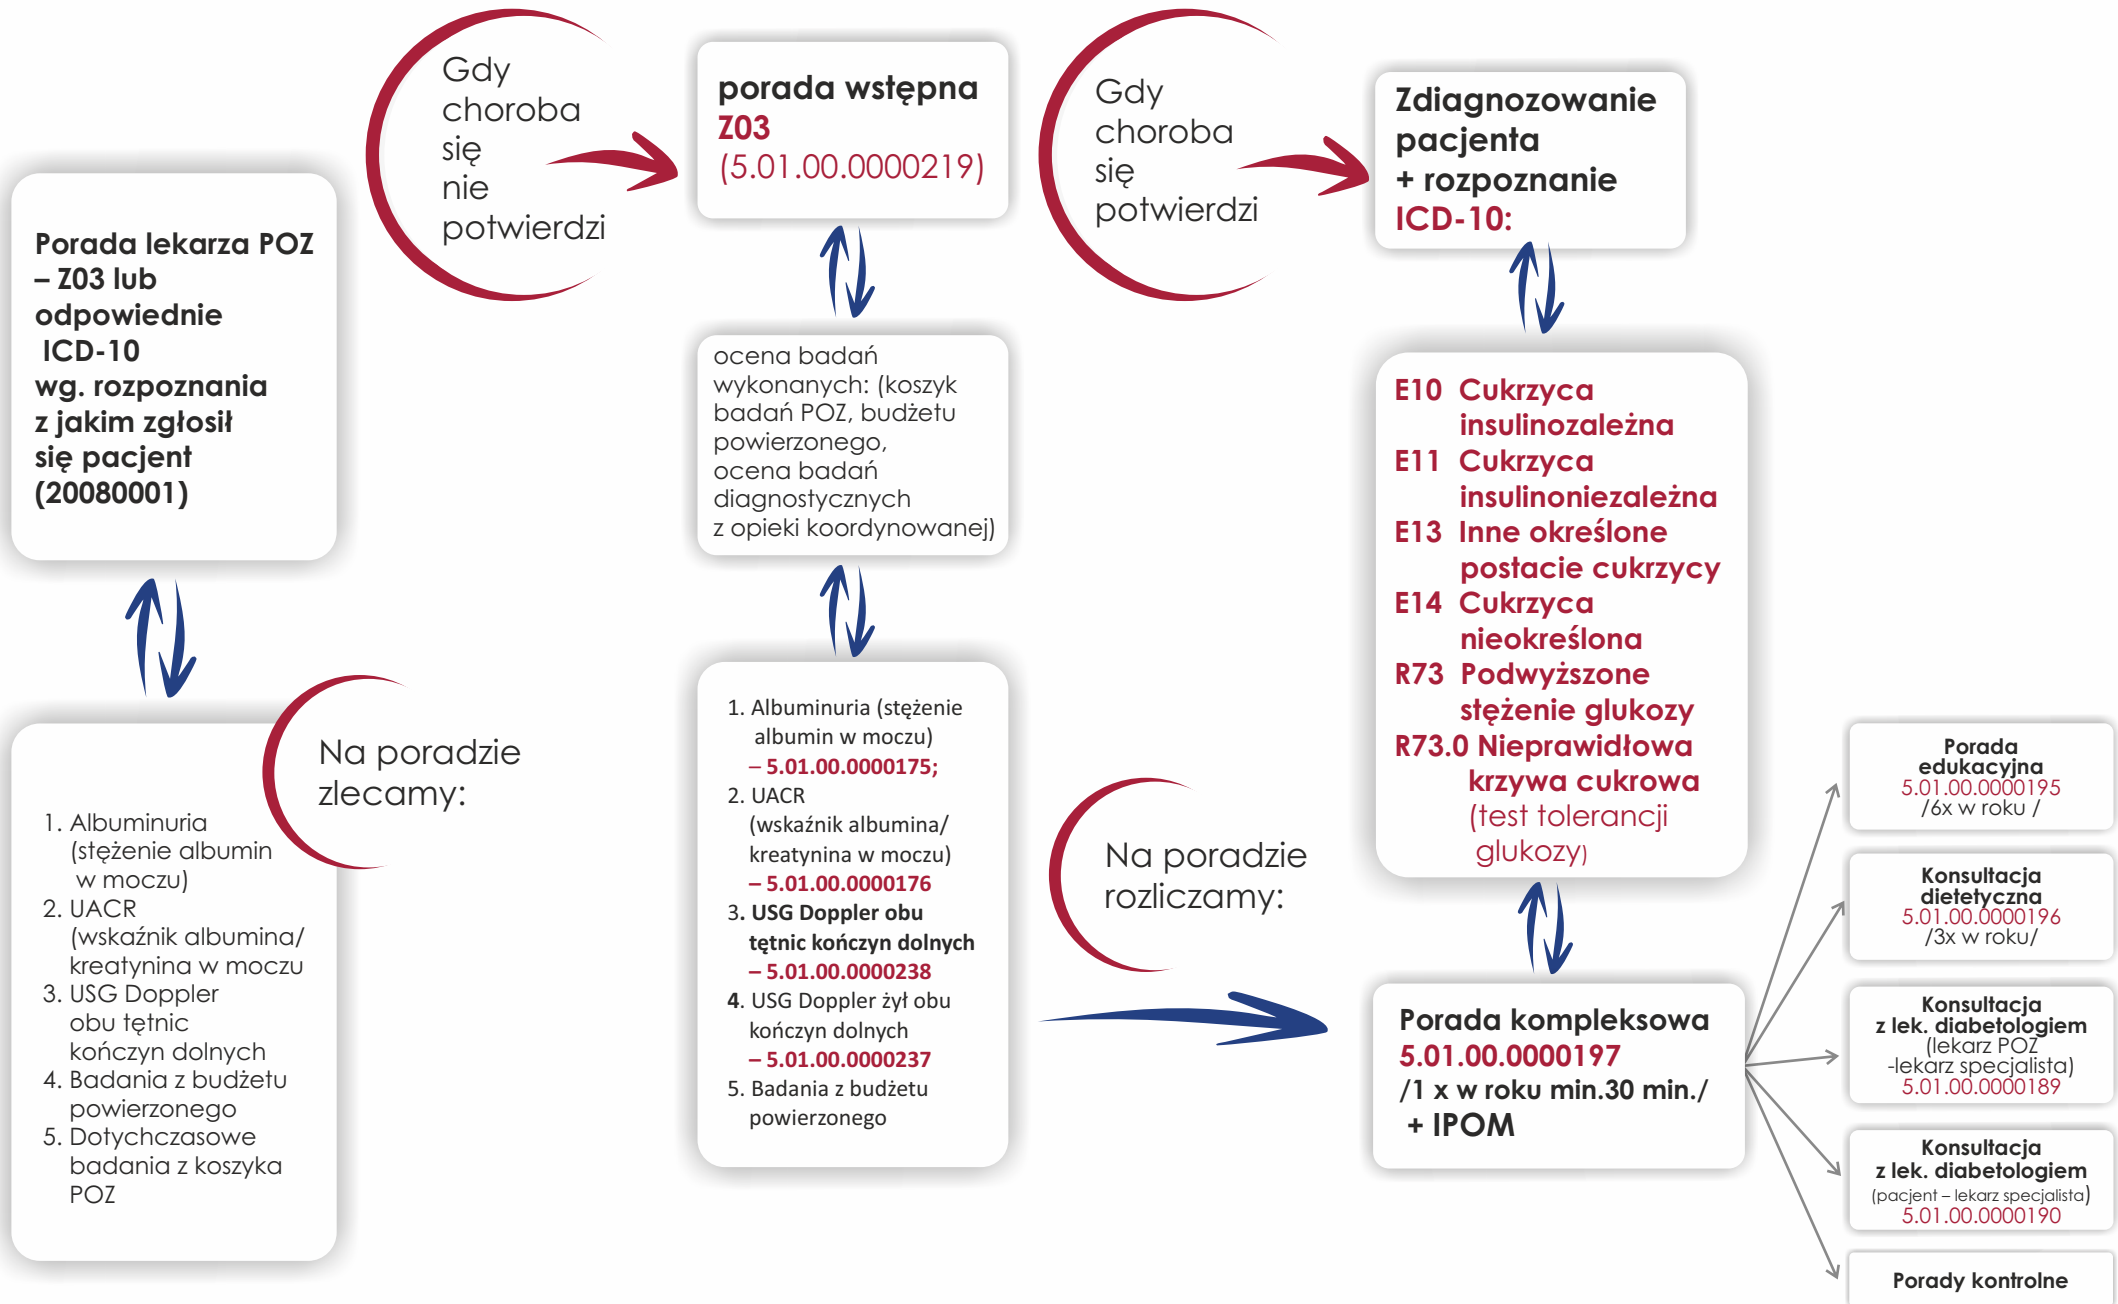 Porada lekarza POZ
– Z03 lub
odpowiednie
ICD-10
wg. rozpoznania
z jakim zgłosił
się pacjent
(20080001)
Na poradzie
zlecamy:
1. Albuminuria
(stężenie albumin
w moczu)
2. UACR
(wskaźnik albumina/
kreatynina w moczu
3. USG Doppler
obu tętnic
kończyn dolnych
4. Badania z budżetu
powierzonego
5. Dotychczasowe
badania z koszyka
POZ
Gdy
choroba
się
nie
potwierdzi
porada wstępna
Z03
(5.01.00.0000219)
ocena badań
wykonanych: (koszyk
badań POZ, budżetu
powierzonego,
ocena badań
diagnostycznych
z opieki koordynowanej)
1. Albuminuria (stężenie
albumin w moczu)
– 5.01.00.0000175;
2. UACR
(wskaźnik albumina/
kreatynina w moczu)
– 5.01.00.0000176
3. USG Doppler obu
tętnic kończyn dolnych
– 5.01.00.0000238
4. USG Doppler żył obu
kończyn dolnych
– 5.01.00.0000237
5. Badania z budżetu
powierzonego
Gdy
choroba
się
potwierdzi
Zdiagnozowanie
pacjenta
+ rozpoznanie
ICD-10:
E10 Cukrzyca
insulinozależna
E11 Cukrzyca
insulinoniezależna
E13 Inne określone
postacie cukrzycy
E14 Cukrzyca
nieokreślona
R73 Podwyższone
stężenie glukozy
R73.0 Nieprawidłowa
krzywa cukrowa
(test tolerancji
glukozy)
Na poradzie
rozliczamy:
Porada kompleksowa
5.01.00.0000197
/1 x w roku min.30 min./
+ IPOM
Porada
edukacyjna
5.01.00.0000195
/6x w roku /
Konsultacja
dietetyczna
5.01.00.0000196
/3x w roku/
Konsultacja
z lek. diabetologiem
(lekarz POZ
-lekarz specjalista)
5.01.00.0000189
Konsultacja
z lek. diabetologiem
(pacjent – lekarz specjalista)
5.01.00.0000190
Porady kontrolne